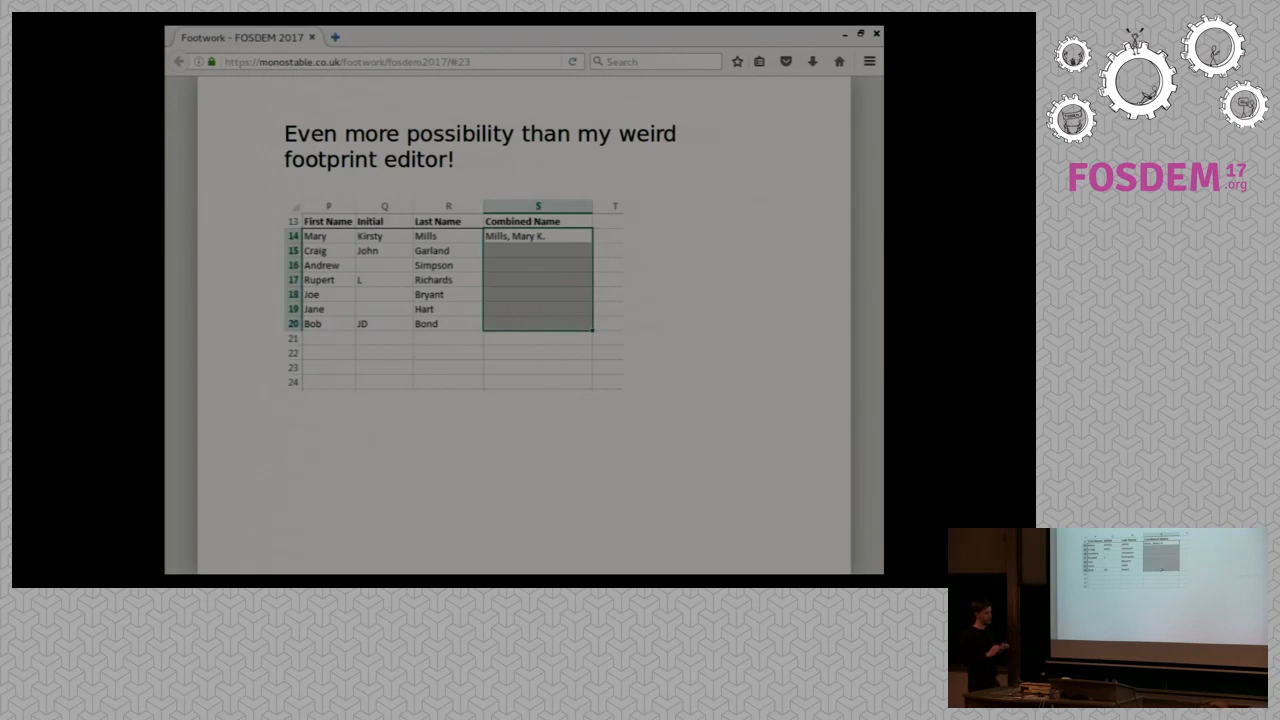 Footwork - FOSDEM 2017
https://monostable.co.uk/footwork/fosdem2017/#23
Search
Even more possibility than my weird
footprint editor!
P Q R S T
13 First Name Initial Last Name Combined Name
14 Mary Kirsty Mills Mills, Mary K.
15 Craig John Garland
16 Andrew Simpson
17 Rupert L Richards
18 Joe Bryant
19 Jane Hart
20 Bob JD Bond
21
22
23
24
FOSDEM 17
.org